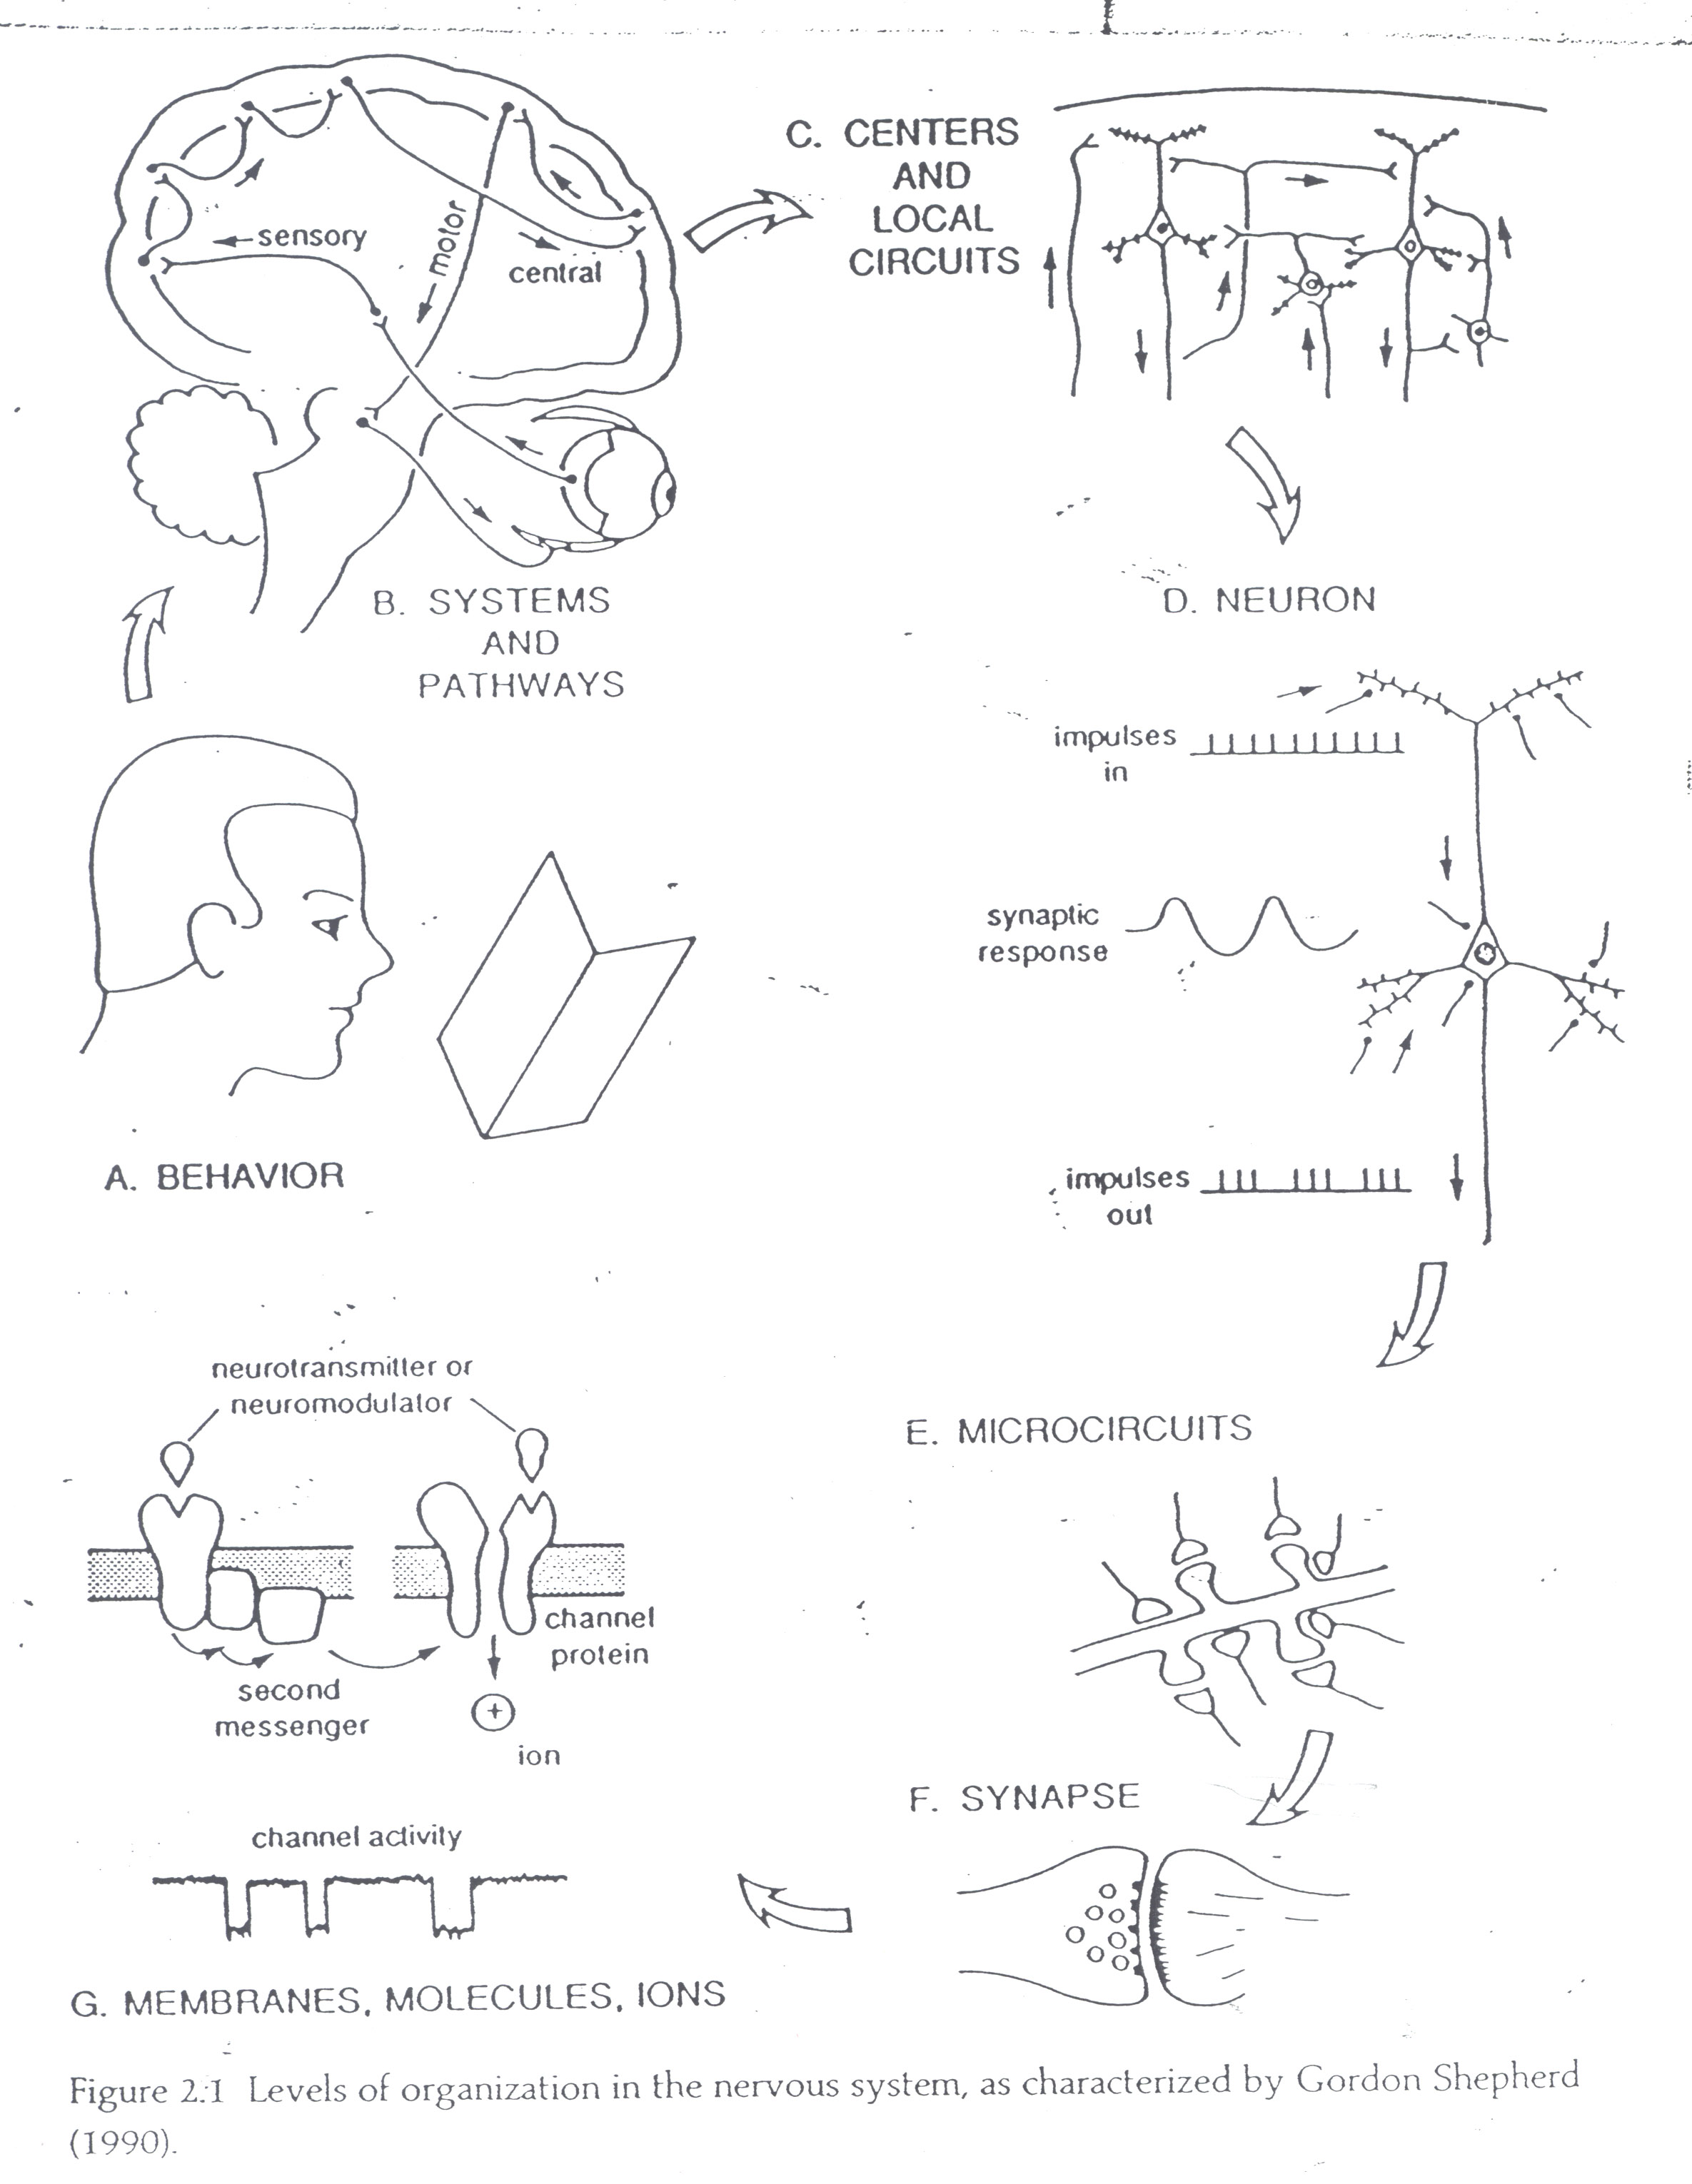 sensory
motor
central
B. SYSTEMS
AND
PATHWAYS
C. CENTERS
AND
LOCAL
CIRCUITS
D. NEURON
impulses
in
synaptic
response
impulses
out
A. BEHAVIOR
neurotransmitter or
neuromodulator
channel
protein
second
messenger
+
ion
channel activity
G. MEMBRANES, MOLECULES, IONS
E. MICROCIRCUITS
F. SYNAPSE
Figure 2.1 Levels of organization in the nervous system, as characterized by Gordon Shepherd
(1990).